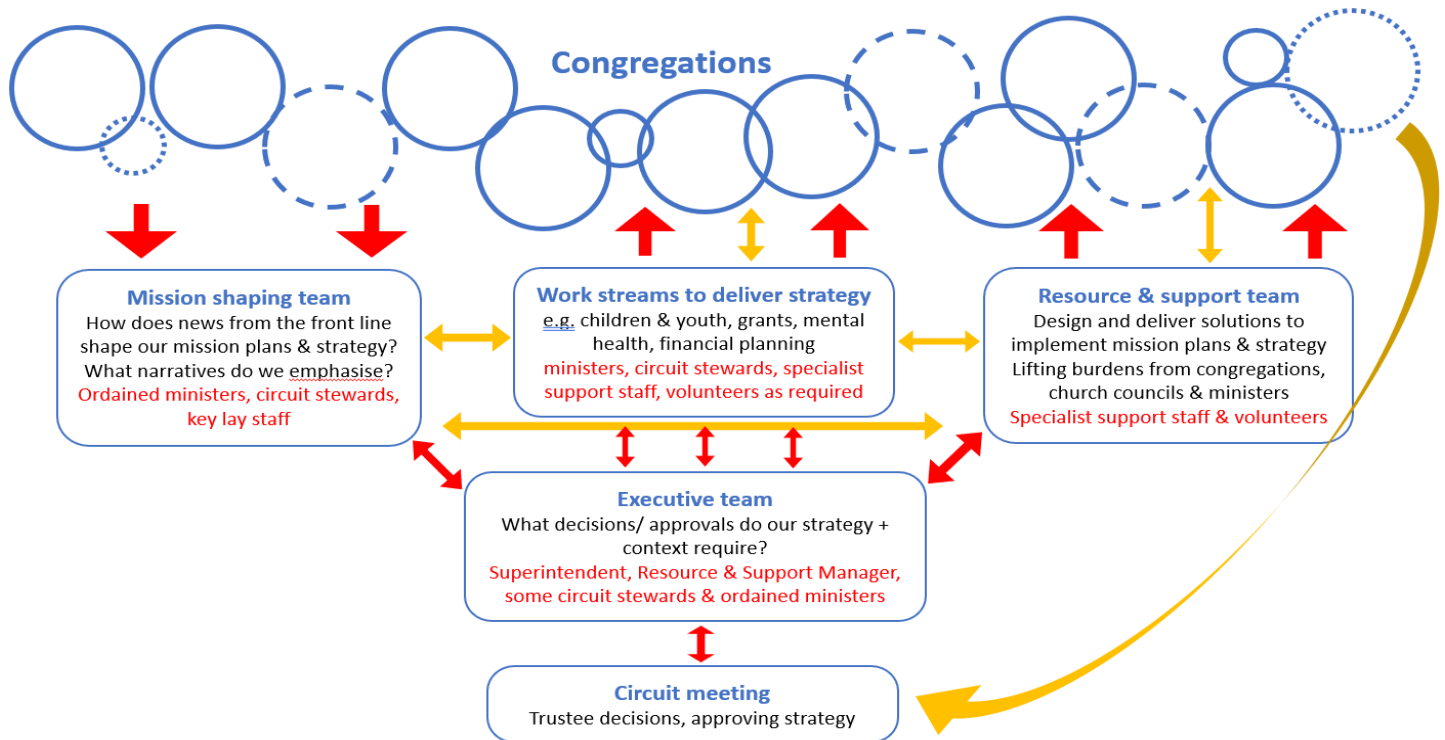 Congregations
Mission shaping team
How does news from the front line
shape our mission plans & strategy?
What narratives do we emphasise?
Ordained ministers, circuit stewards,
key lay staff
Work streams to deliver strategy
e.g. children & youth, grants, mental
health, financial planning
ministers, circuit stewards, specialist
support staff, volunteers as required
Resource & support team
Design and deliver solutions to
implement mission plans & strategy
Lifting burdens from congregations,
church councils & ministers
Specialist support staff & volunteers
Executive team
What decisions/ approvals do our strategy +
context require?
Superintendent, Resource & Support Manager,
some circuit stewards & ordained ministers
Circuit meeting
Trustee decisions, approving strategy